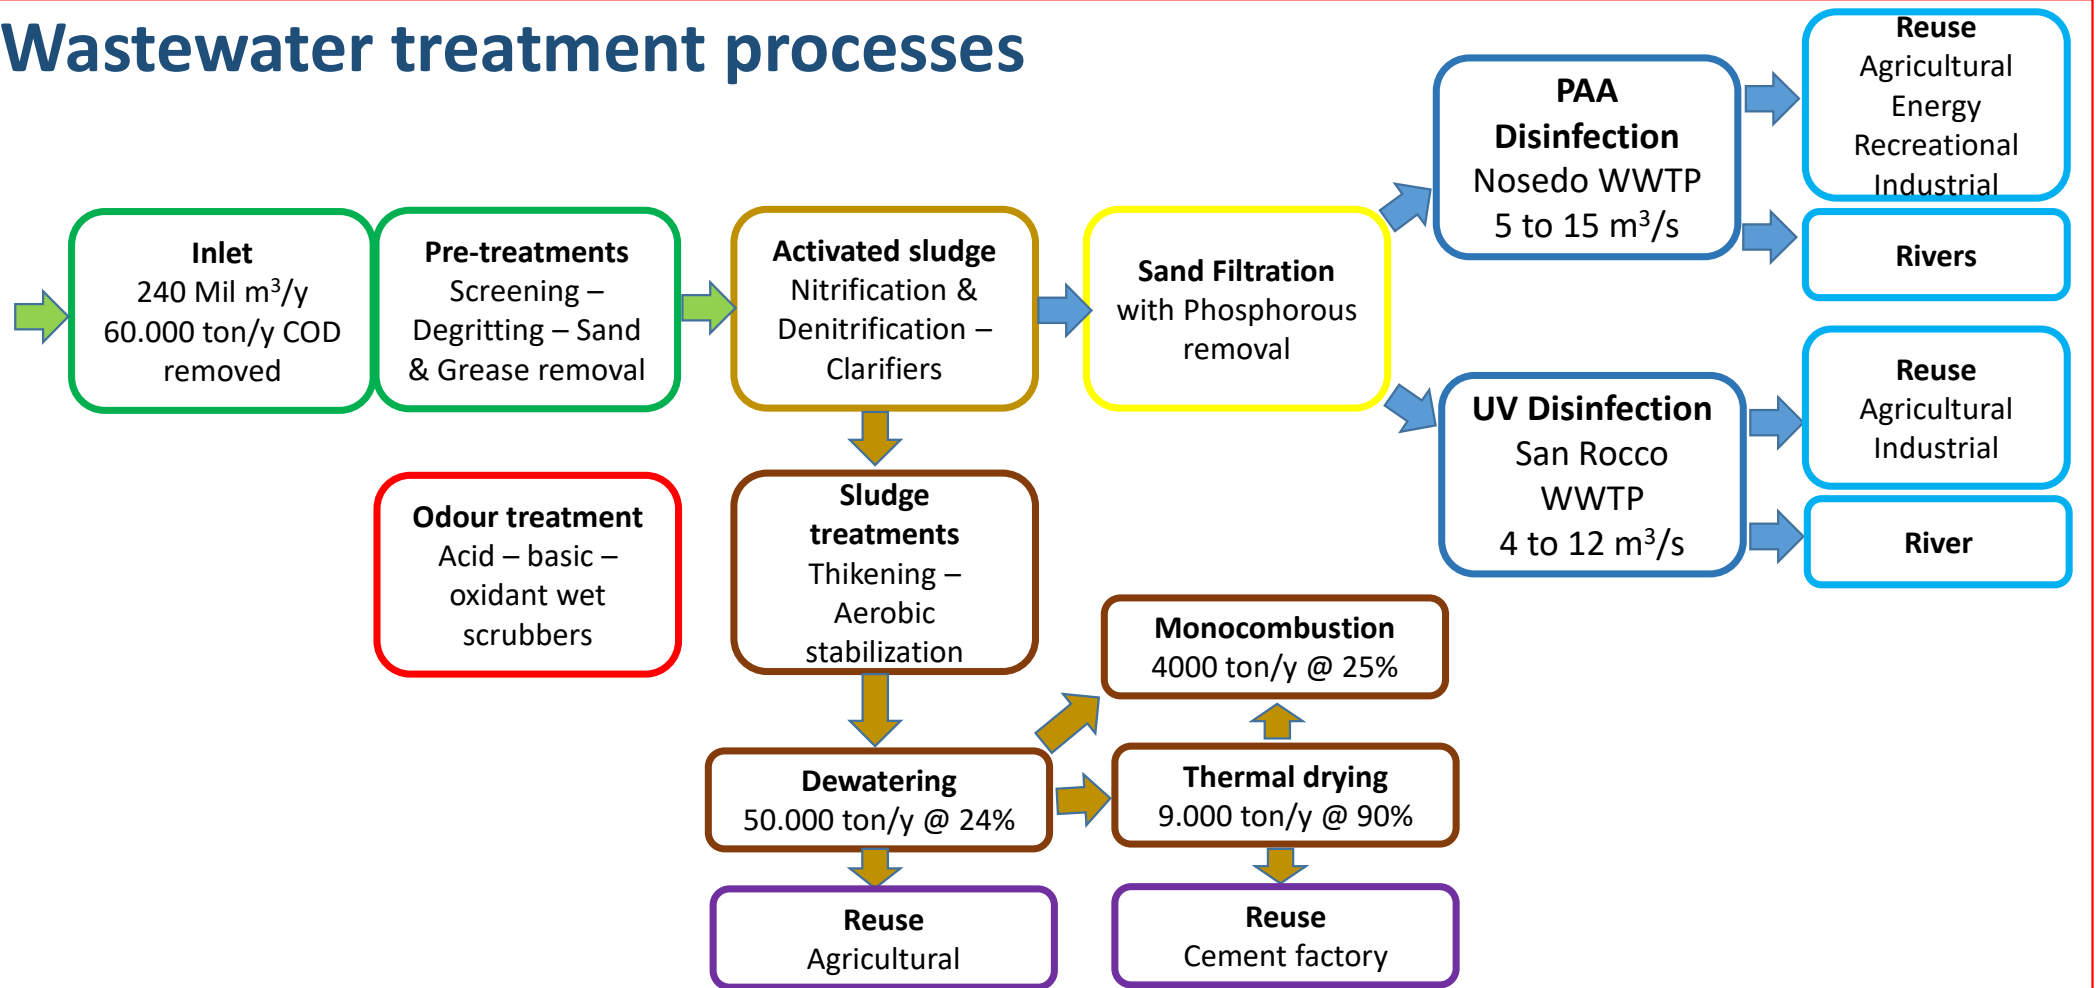 Wastewater treatment processes
Inlet
240 Mil m³/y
60.000 ton/y COD
removed
Pre-treatments
Screening –
Degritting – Sand
& Grease removal
Activated sludge
Nitrification &
Denitrification –
Clarifiers
Sand Filtration
with Phosphorous
removal
PAA
Disinfection
Nosedo WWTP
5 to 15 m³/s
Reuse
Agricultural
Energy
Recreational
Industrial
Rivers
UV Disinfection
San Rocco
WWTP
4 to 12 m³/s
Reuse
Agricultural
Industrial
River
Odour treatment
Acid – basic –
oxidant wet
scrubbers
Sludge
treatments
Thikening –
Aerobic
stabilization
Monocombustion
4000 ton/y @ 25%
Dewatering
50.000 ton/y @ 24%
Thermal drying
9.000 ton/y @ 90%
Reuse
Agricultural
Reuse
Cement factory